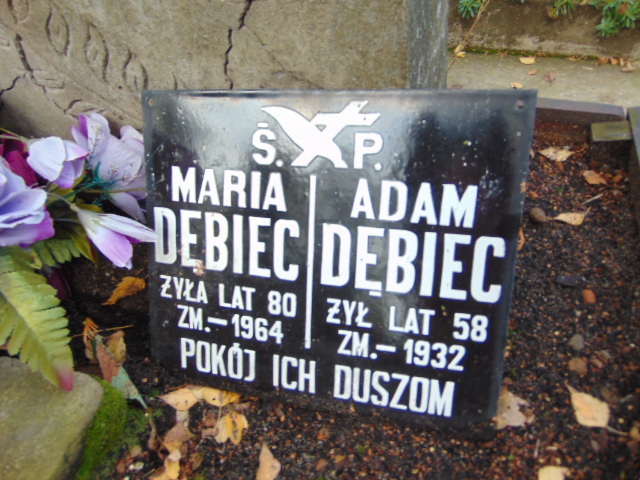 Ś. P.
MARIA
DĘBIEC
ŻYŁA LAT 80
ZM.-1964
ADAM
DĘBIEC
ŻYŁ LAT 58
ZM.-1932
POKÓJ ICH DUSZOM